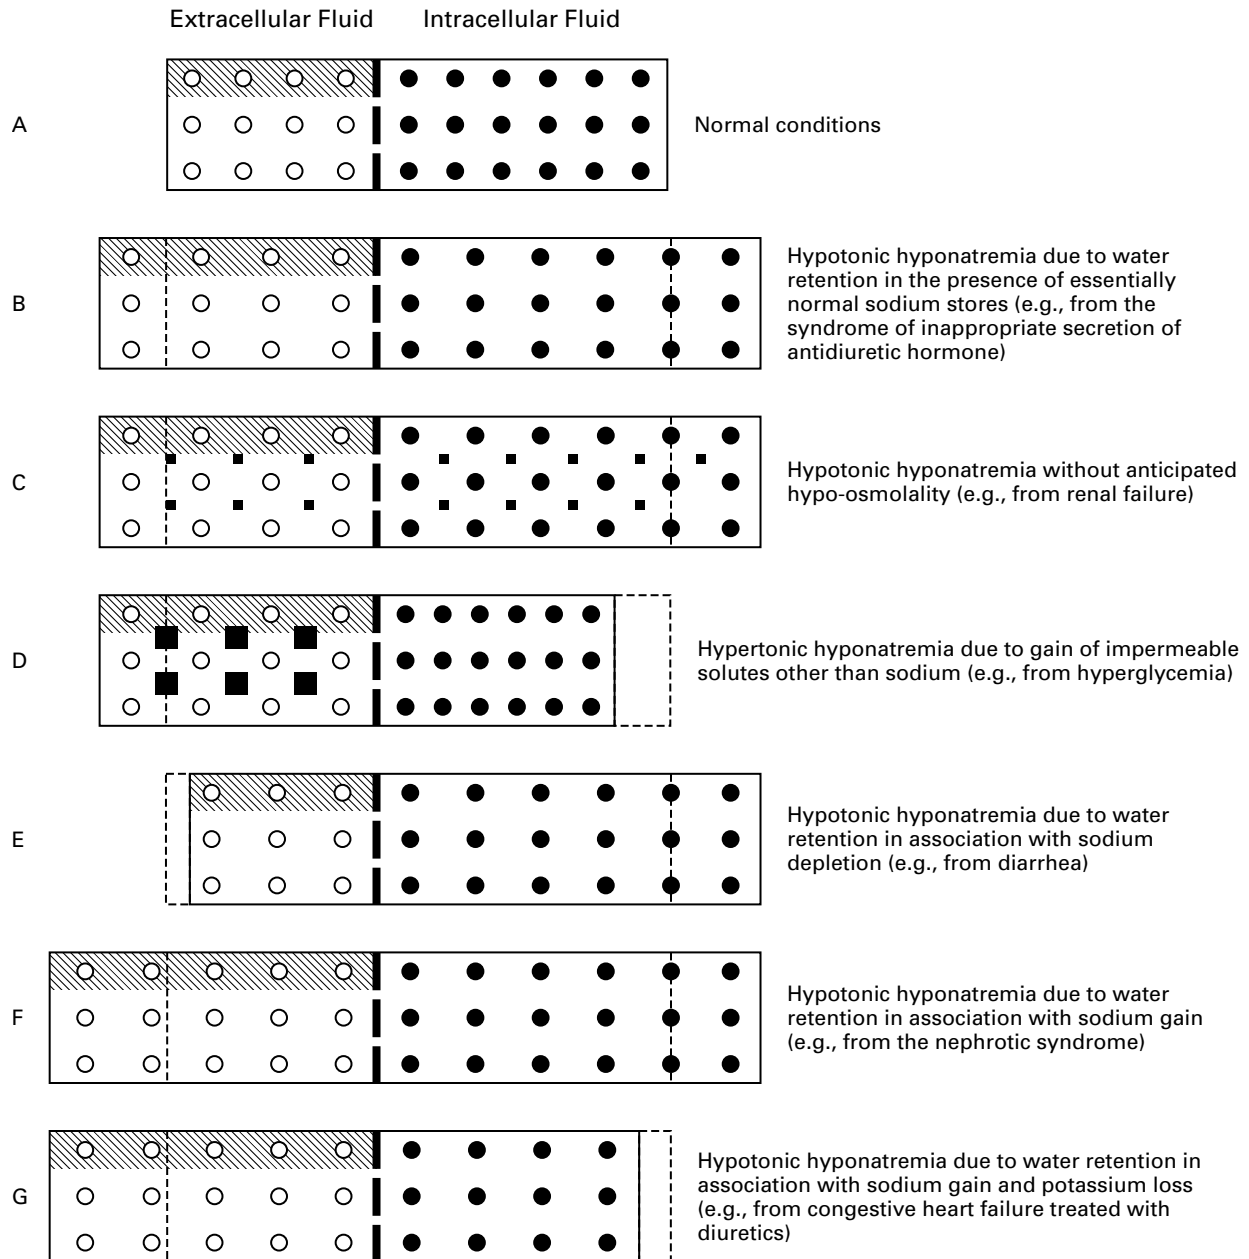 Extracellular Fluid Intracellular Fluid
A
Normal conditions
B
Hypotonic hyponatremia due to water
retention in the presence of essentially
normal sodium stores (e.g., from the
syndrome of inappropriate secretion of
antidiuretic hormone)
C
Hypotonic hyponatremia without anticipated
hypo-osmolality (e.g., from renal failure)
D
Hypertonic hyponatremia due to gain of impermeable
solutes other than sodium (e.g., from hyperglycemia)
E
Hypotonic hyponatremia due to water
retention in association with sodium
depletion (e.g., from diarrhea)
F
Hypotonic hyponatremia due to water
retention in association with sodium gain
(e.g., from the nephrotic syndrome)
G
Hypotonic hyponatremia due to water retention in
association with sodium gain and potassium loss
(e.g., from congestive heart failure treated with
diuretics)